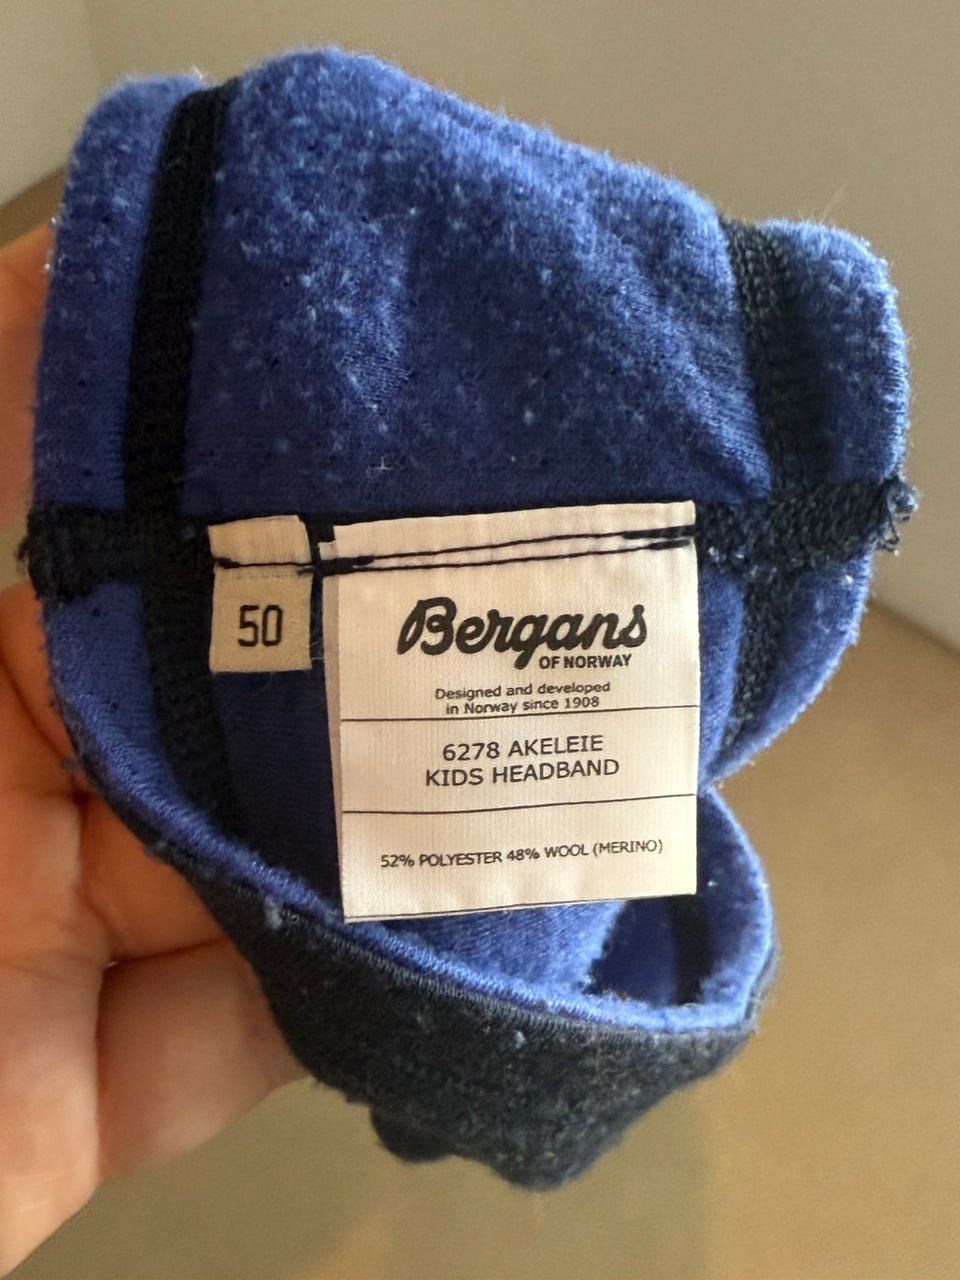 50
Bergans
OF NORWAY
Designed and developed
in Norway since 1908
6278 AKELEIE
KIDS HEADBAND
52% POLYESTER 48% WOOL (MERINO)